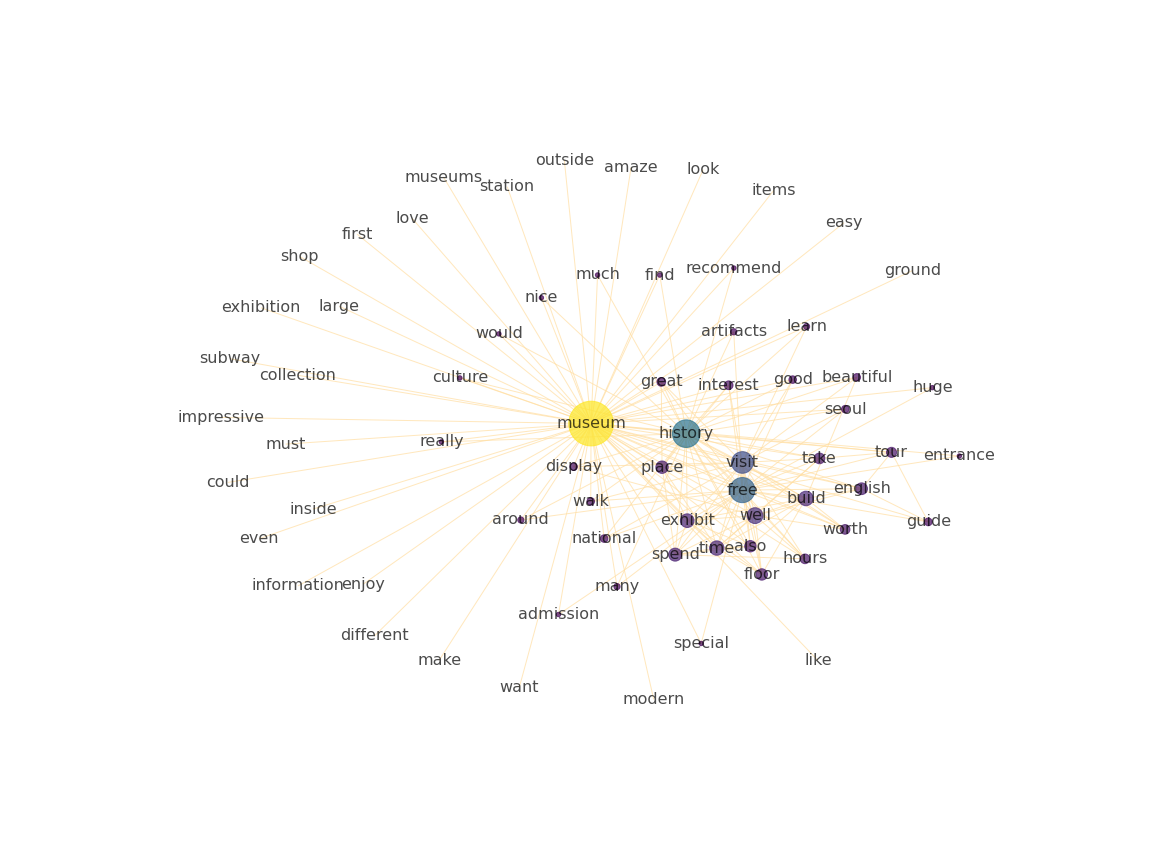 outside
amaze
look
museums
station
items
love
easy
first
shop
ground
recommend
much
find
nice
exhibition
large
would
artifacts
learn
subway
collection
culture
great
interest
good
beautiful
huge
seoul
impressive
museum
history
must
really
take
tour
entrance
display
place
visit
could
free
english
walk
build
inside
around
exhibit
well
worth
guide
even
national
spend
time
also
hours
floor
information
enjoy
many
admission
different
special
make
like
want
modern